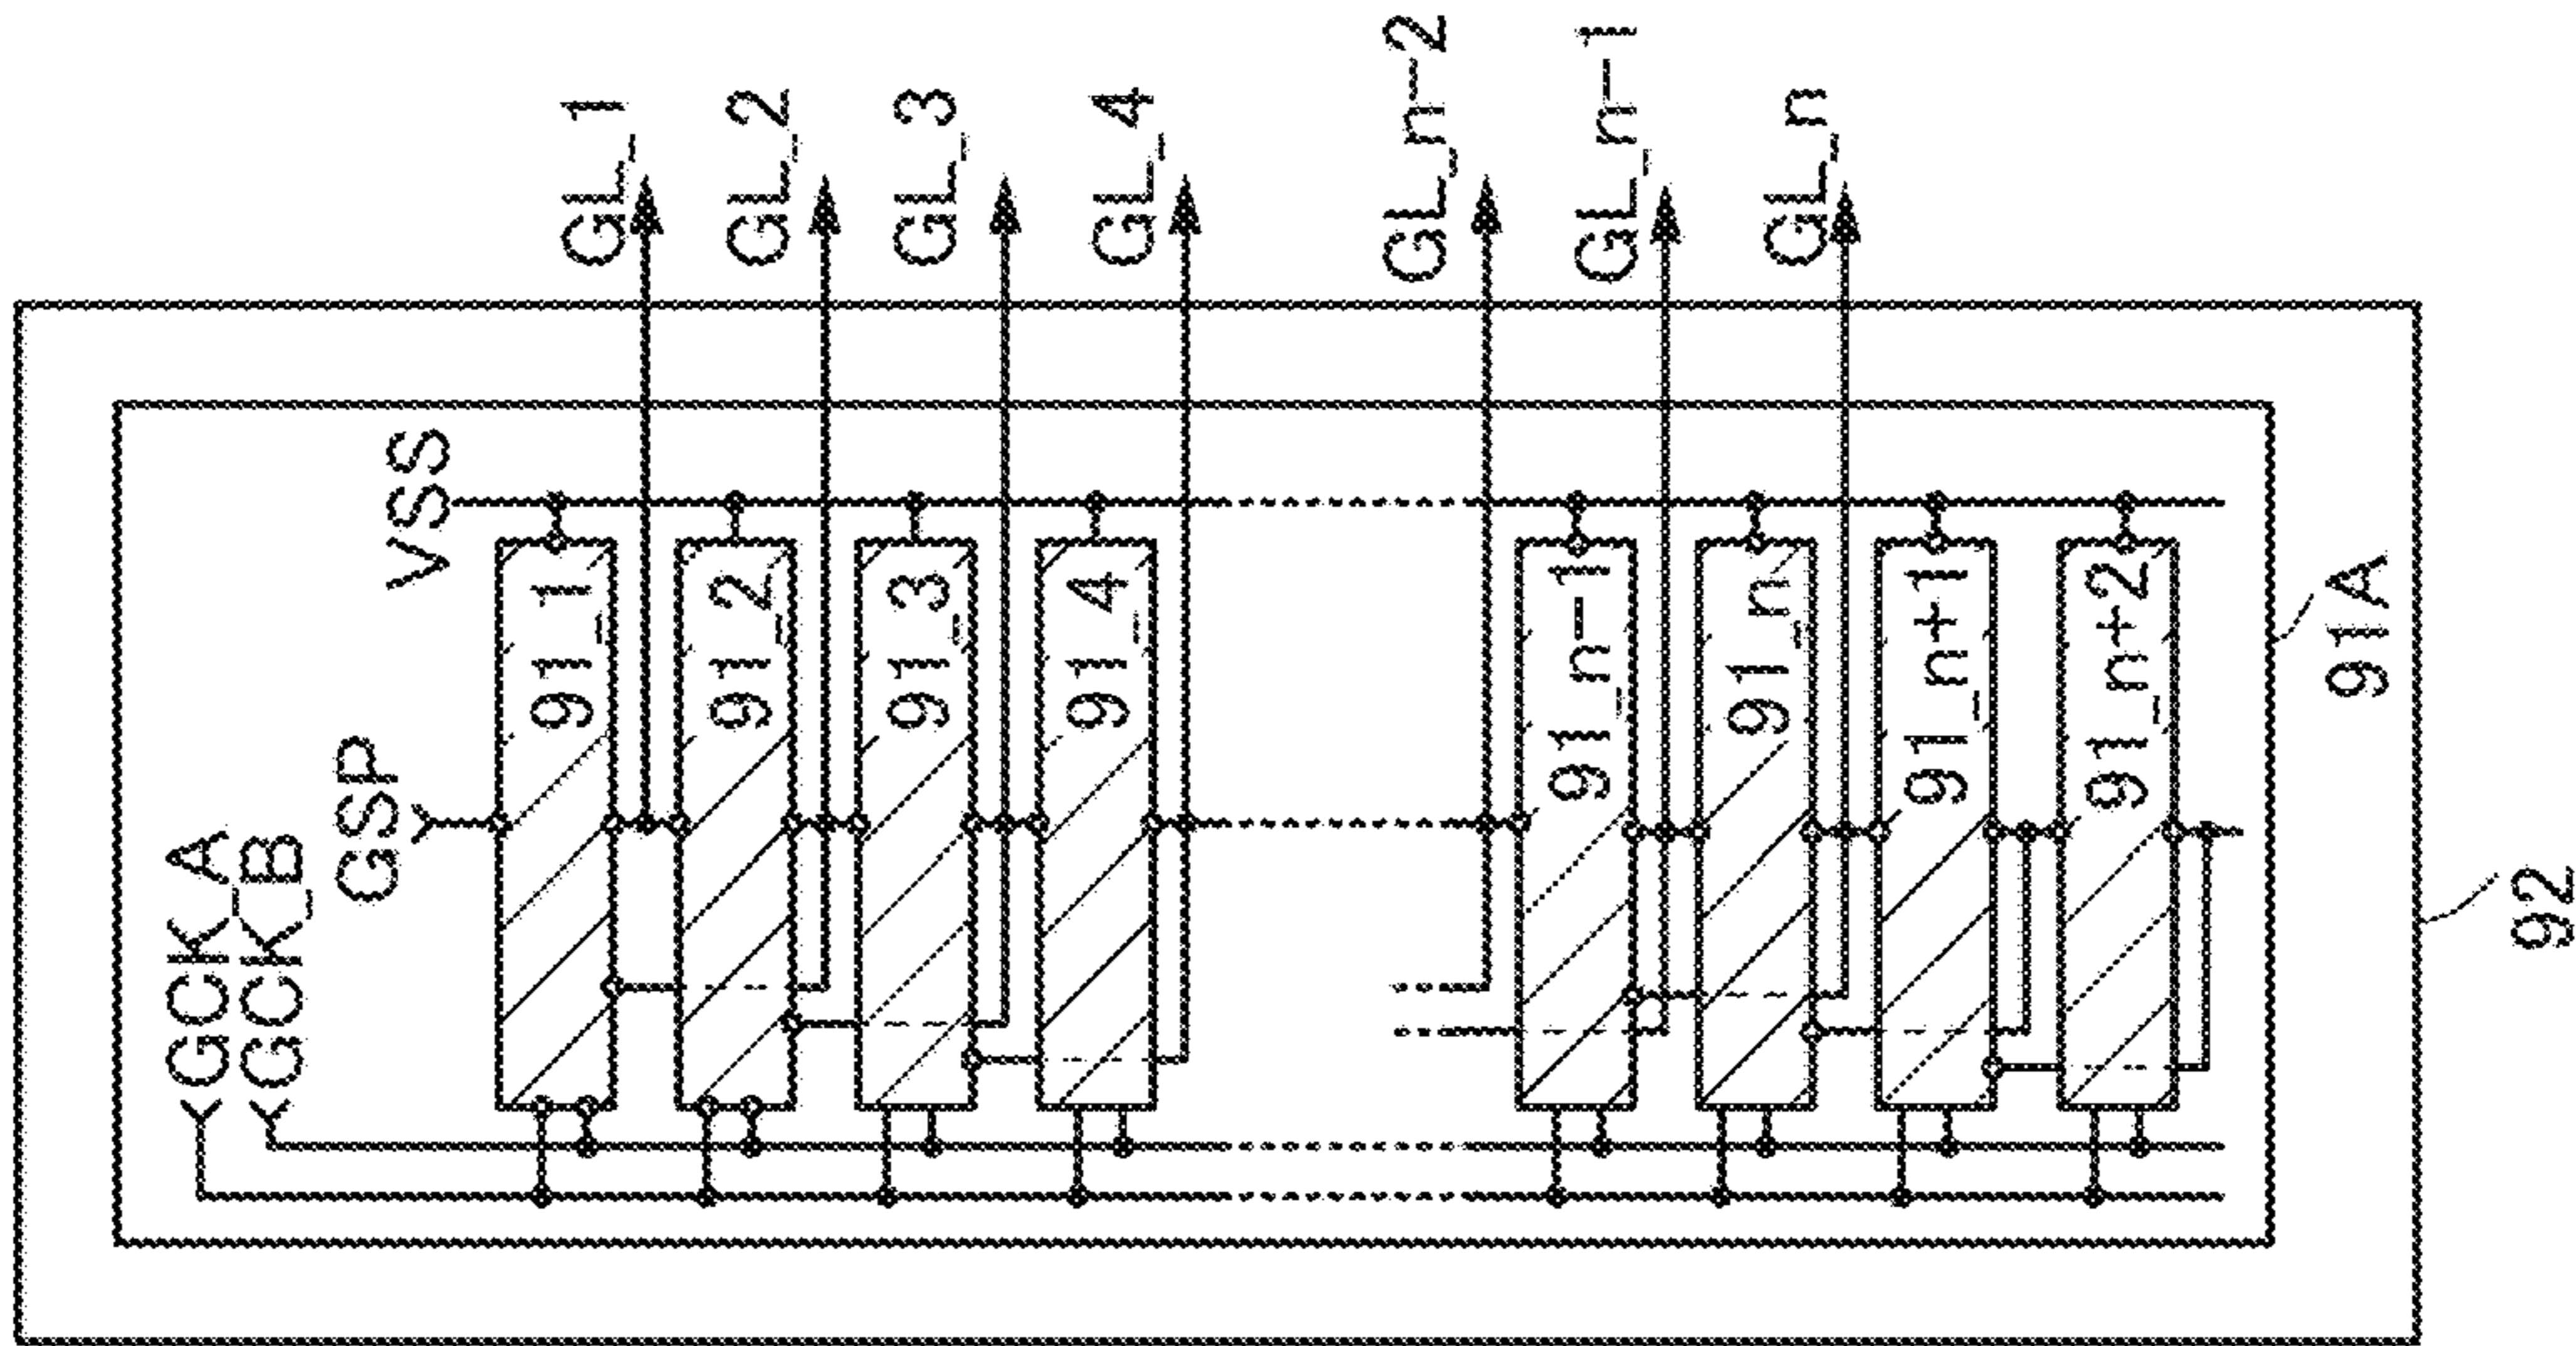 GCK_A
GCK_B
GSP
VSS
GL_1
GL_2
GL_3
GL_4
GL_n-2
GL_n-1
GL_n
91_1
91_2
91_3
91_4
91_n-1
91_n
91_n+1
91_n+2
91A
92